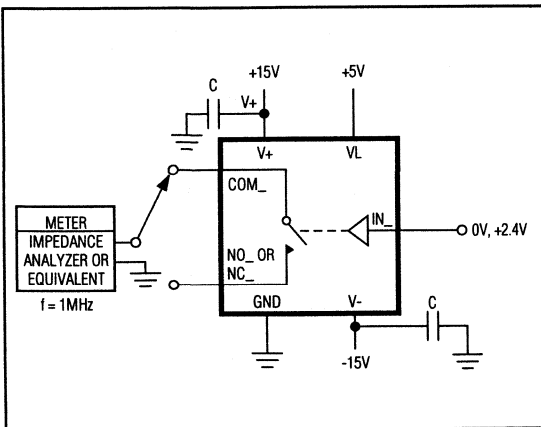 +15V
+5V
C
V+
V+
VL
COM_
IN_
0V, +2.4V
METER
IMPEDANCE
ANALYZER OR
EQUIVALENT
f = 1MHz
NO_ OR
NC_
GND
V-
C
-15V